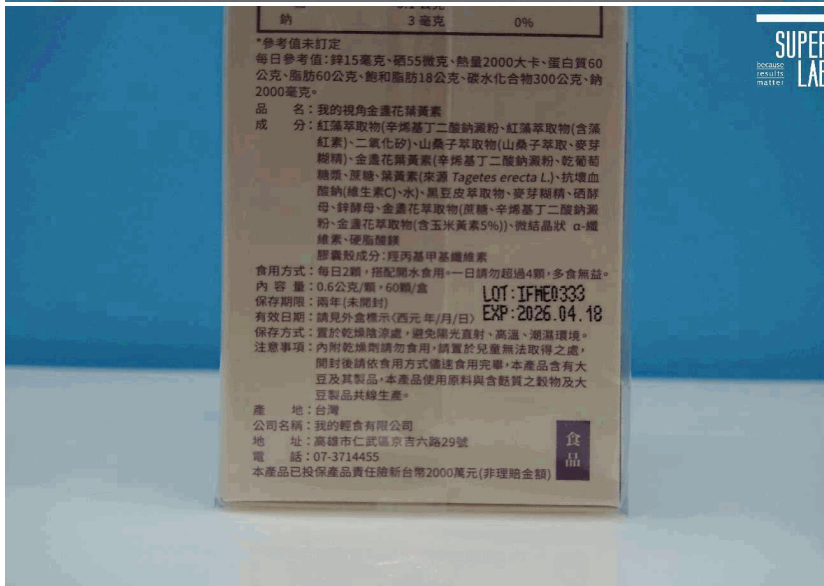 鈉 3 毫克 0%
*參考值未訂定
每日參考值:鋅15毫克、硒55微克、熱量2000大卡、蛋白質60
公克、脂肪60公克、飽和脂肪18公克、碳水化合物300公克、鈉
2000毫克。
品 名:我的視角金盞花葉黃素
成 分:紅藻萃取物(辛烯基丁二酸鈉澱粉、紅藻萃取物(含藻
紅素)、二氧化矽)、山桑子萃取物(山桑子萃取、麥芽
糊精)、金盞花葉黃素(辛烯基丁二酸鈉澱粉、乾葡萄
糖漿、蔗糖、葉黃素(來源 Tagetes erecta L.)、抗壞血
酸鈉(維生素C)、水)、黑豆皮萃取物、麥芽糊精、硒酵
母、鋅酵母、金盞花萃取物(蔗糖、辛烯基丁二酸鈉澱
粉、金盞花萃取物(含玉米黃素5%))、微結晶狀 α-纖
維素、硬脂酸鎂
膠囊殼成分:羥丙基甲基纖維素
食用方式:每日2顆,搭配開水食用。一日請勿超過4顆,多食無益。
內 容 量:0.6公克/顆,60顆/盒
LOT:IFME0333
保存期限:兩年(未開封)
有效日期:請見外盒標示(西元 年/月/日)
EXP:2026.04.18
保存方式:置於乾燥陰涼處,避免陽光直射、高溫、潮濕環境。
注意事項:內附乾燥劑請勿食用,請置於兒童無法取得之處,
開封後請依食用方式儘速食用完畢,本產品含有大
豆及其製品,本產品使用原料與含麩質之穀物及大
豆製品共線生產。
產 地:台灣
公司名稱:我的輕食有限公司
地 址:高雄市仁武區京吉六路29號
電 話:07-3714455
本產品已投保產品責任險新台幣2000萬元(非理賠金額)
食品
SUPER
LAB
because
results
matter